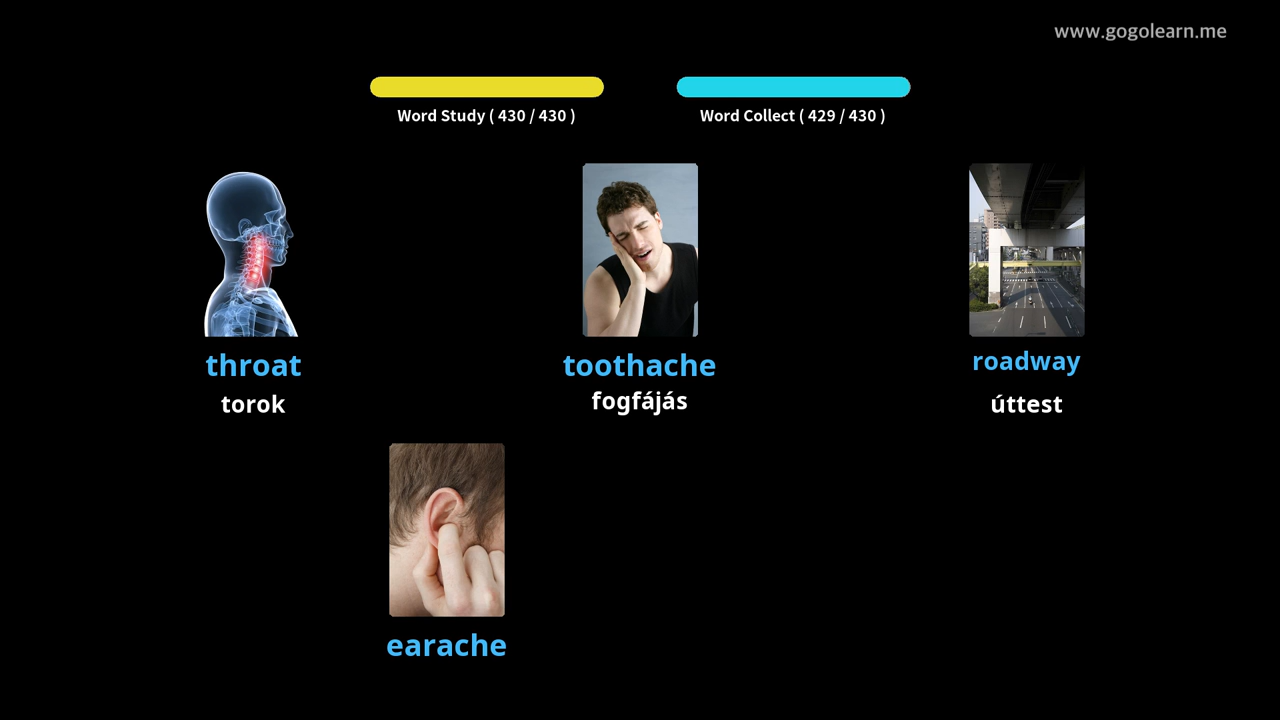 www.gogolearn.me
Word Study ( 430 / 430 )
Word Collect ( 429 / 430 )
throat
torok
toothache
fogfájás
roadway
úttest
earache